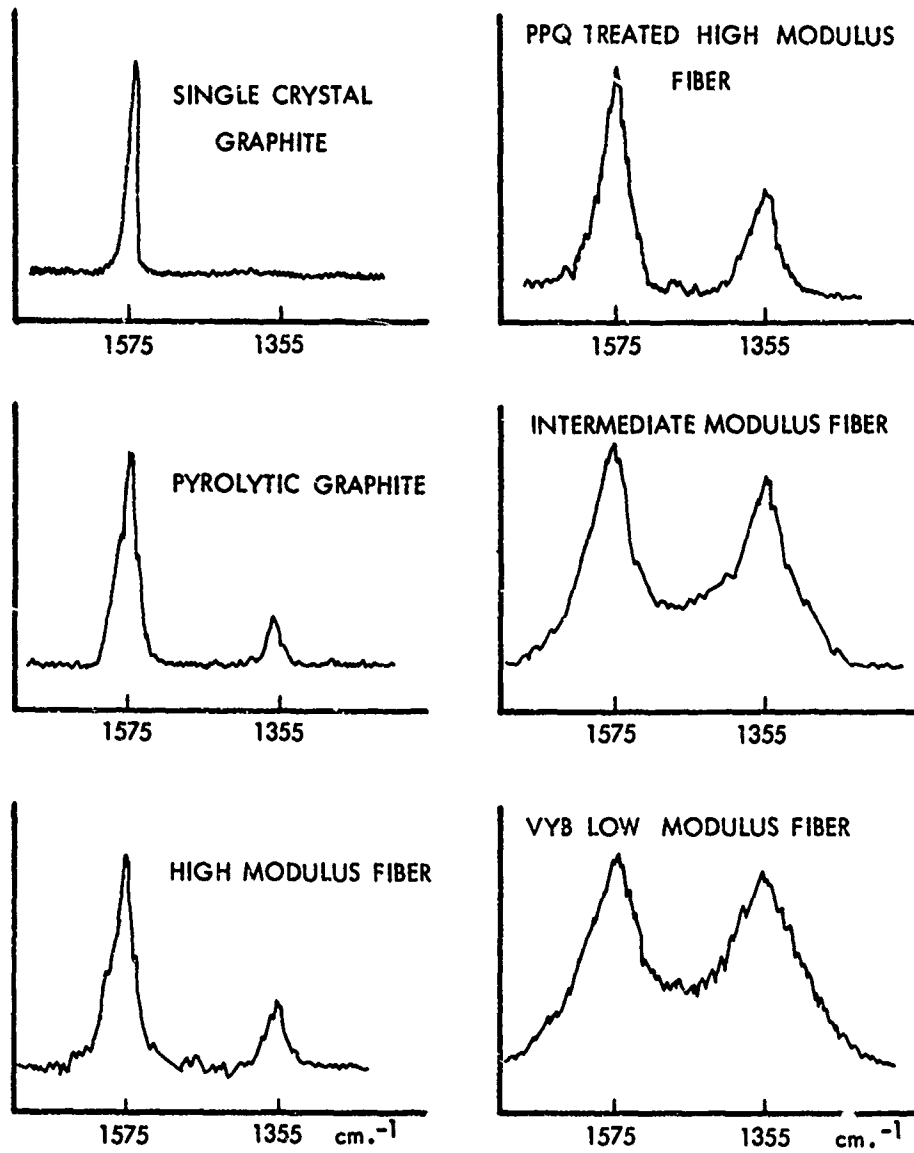 SINGLE CRYSTAL
GRAPHITE
1575 1355
PPQ TREATED HIGH MODULUS
FIBER
1575 1355
PYROLYTIC GRAPHITE
1575 1355
INTERMEDIATE MODULUS FIBER
1575 1355
HIGH MODULUS FIBER
1575 1355 cm.-1
VYB LOW MODULUS FIBER
1575 1355 cm.-1